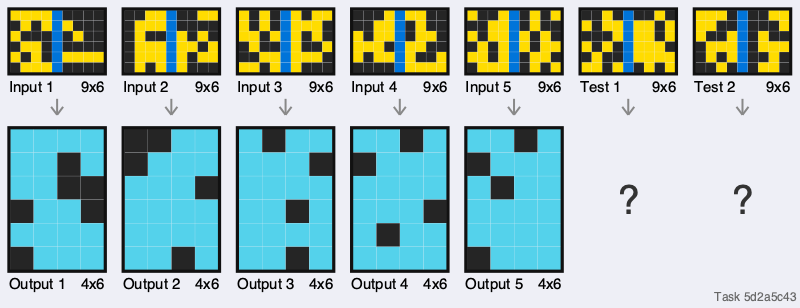 Input 1 9x6
Input 2 9x6
Input 3 9x6
Input 4 9x6
Input 5 9x6
Test 1 9x6
Test 2 9x6
?
?
Output 1 4x6
Output 2 4x6
Output 3 4x6
Output 4 4x6
Output 5 4x6
Task 5d2a5c43